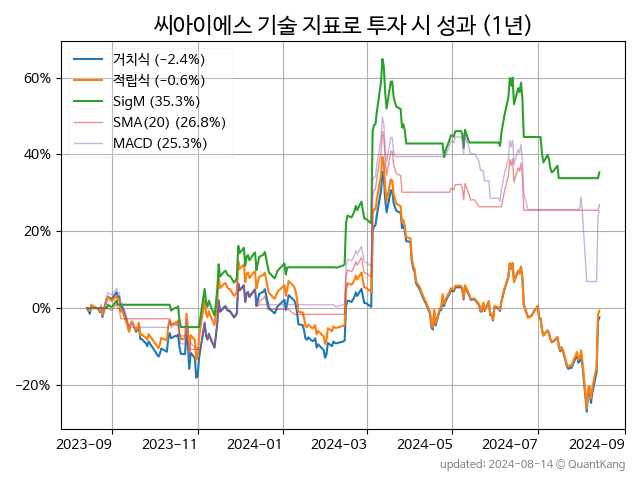 씨아이에스 기술 지표로 투자 시 성과 (1년)
거치식 (−2.4%)
적립식 (−0.6%)
SigM (35.3%)
SMA(20) (26.8%)
MACD (25.3%)
60%
40%
20%
0%
−20%
2023−09 2023−11 2024−01 2024−03 2024−05 2024−07 2024−09
updated: 2024−08−14 © QuantKang